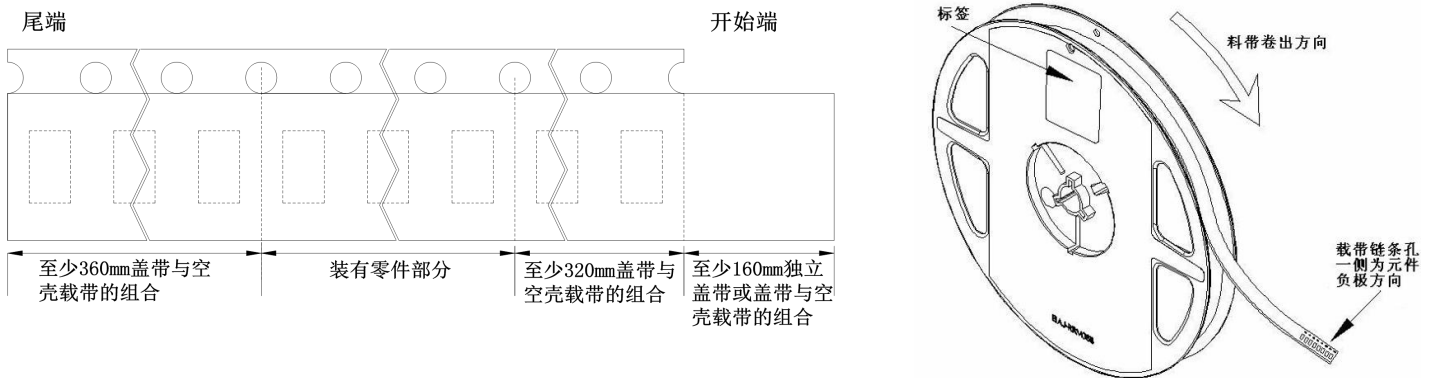 尾端
开始端
至少360mm盖带与空
壳载带的组合
装有零件部分
至少320mm盖带与
空壳载带的组合
至少160mm独立
盖带或盖带与空
壳载带的组合
标签
料带卷出方向
载带链条孔
一侧为元件
负极方向